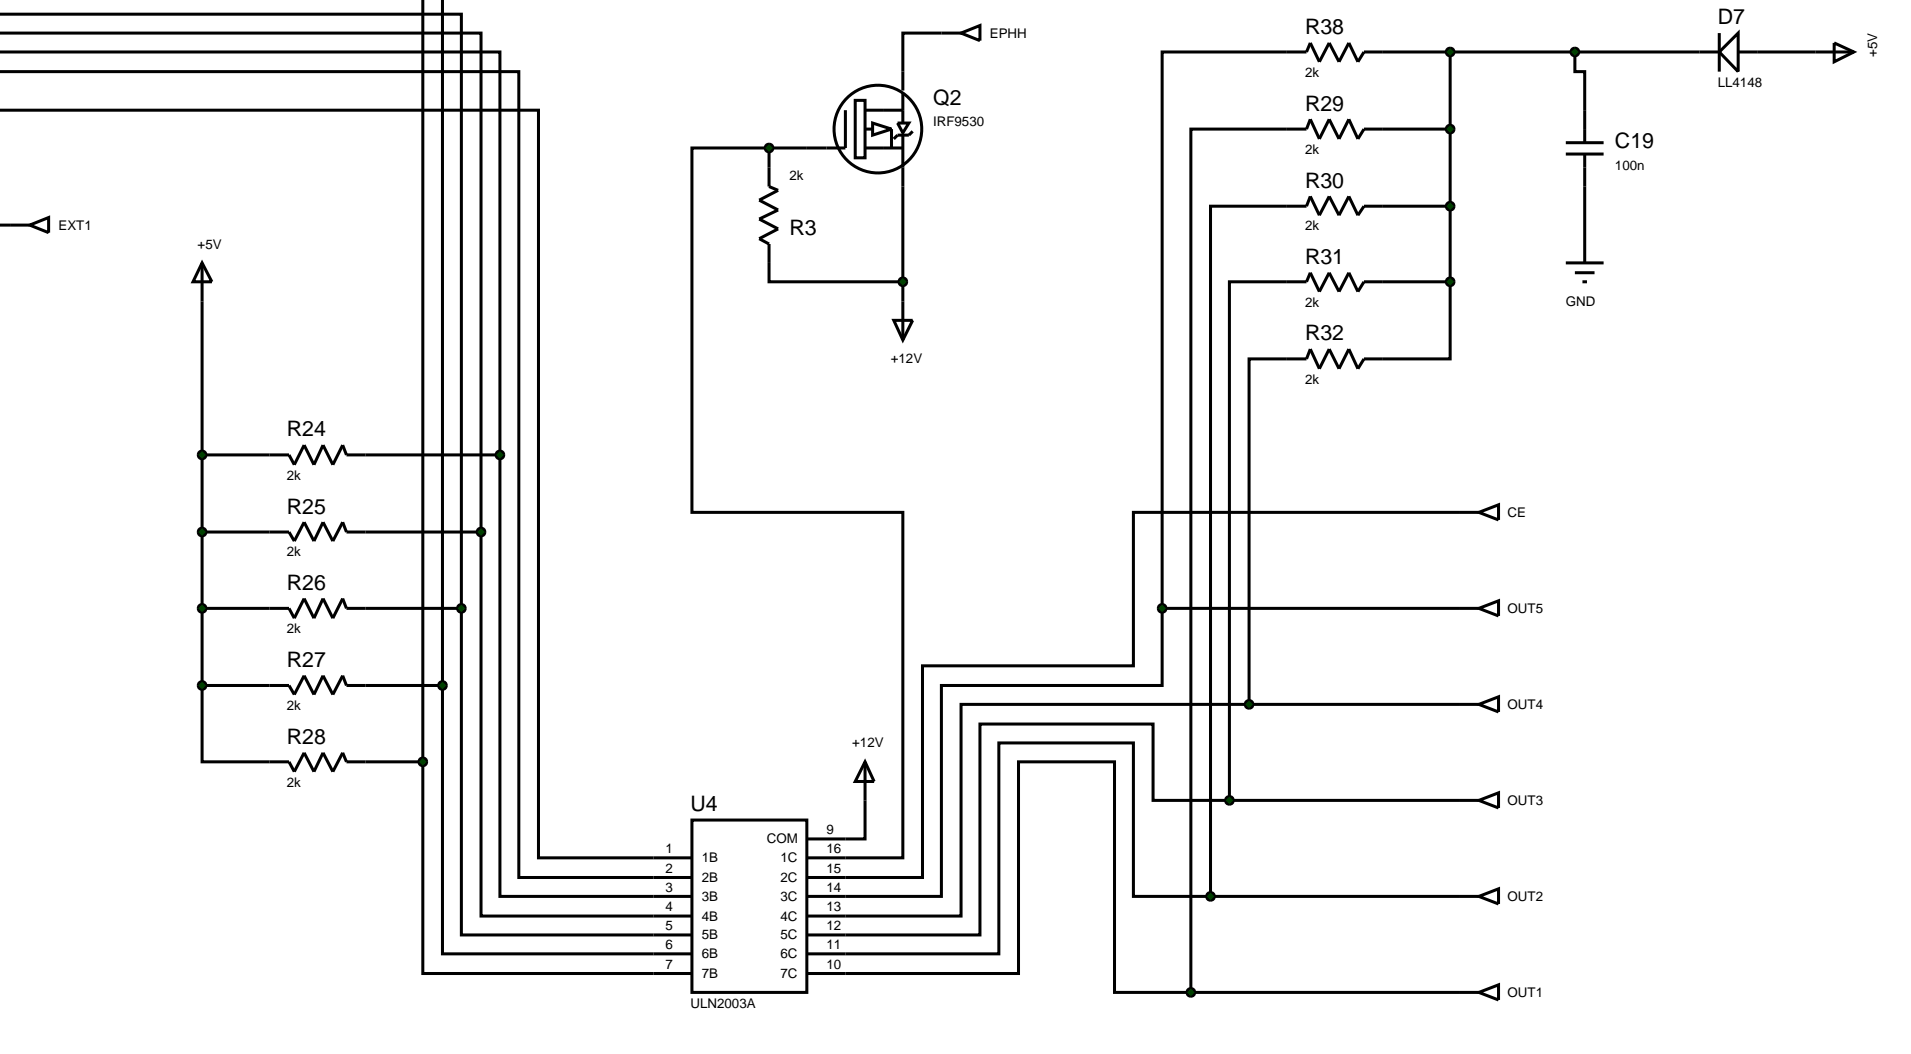 EPHH
Q2
IRF9530
2k
R3
+12V
EXT1
+5V
R38
2k
R29
2k
R30
2k
R31
2k
R32
2k
D7
LL4148
+5V
C19
100n
GND
R24
2k
R25
2k
R26
2k
R27
2k
R28
2k
CE
OUT5
OUT4
OUT3
OUT2
OUT1
+12V
U4
COM 9
1 1B 1C 16
2 2B 2C 15
3 3B 3C 14
4 4B 4C 13
5 5B 5C 12
6 6B 6C 11
7 7B 7C 10
ULN2003A